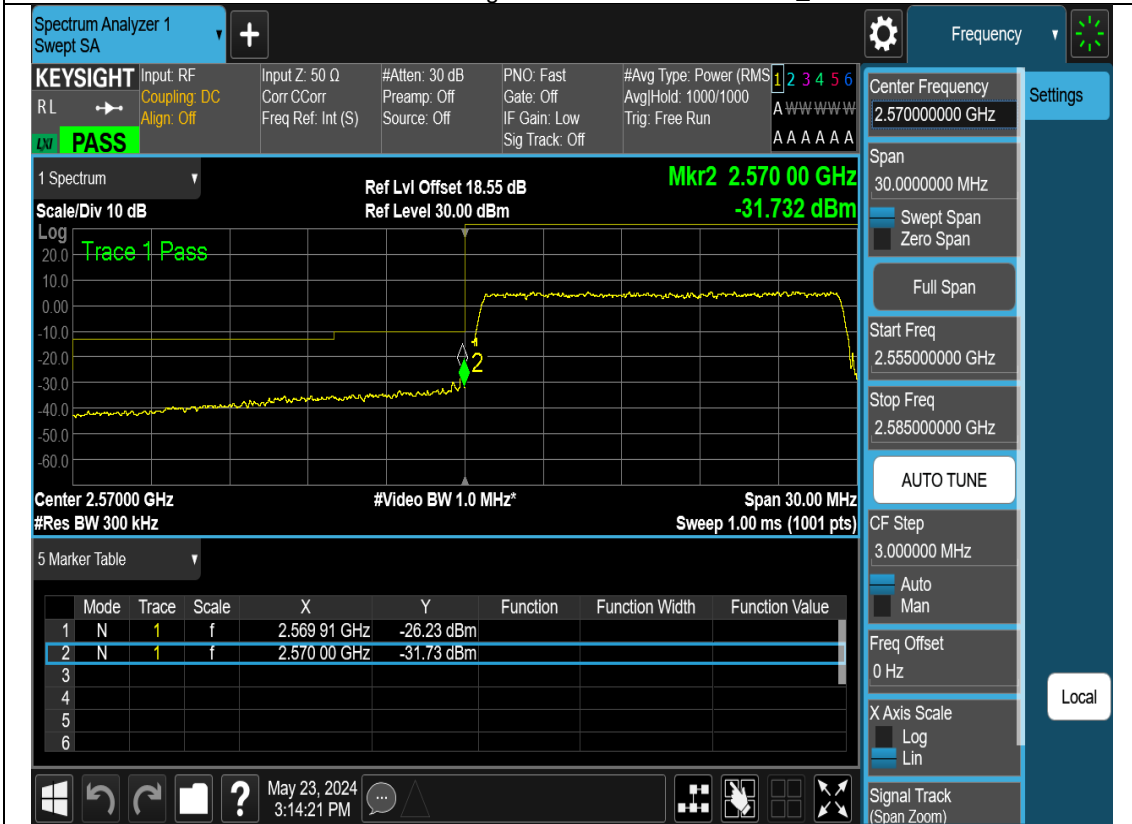 Spectrum Analyzer 1
Swept SA
Frequency
KEYSIGHT
R L
LXI PASS
Input: RF
Coupling: DC
Align: Off
Input Z: 50 Ω
Corr CCorr
Freq Ref: Int (S)
#Atten: 30 dB
Preamp: Off
Source: Off
PNO: Fast
Gate: Off
IF Gain: Low
Sig Track: Off
#Avg Type: Power (RMS
Avg|Hold: 1000/1000
Trig: Free Run
1 2 3 4 5 6
A W W W W W
A A A A A A
1 Spectrum
Scale/Div 10 dB
Ref Lvl Offset 18.55 dB
Ref Level 30.00 dBm
Mkr2 2.570 00 GHz
-31.732 dBm
Log
Trace 1 Pass
20.0
10.0
0.00
-10.0
-20.0
-30.0
-40.0
-50.0
-60.0
2
Center 2.57000 GHz
#Res BW 300 kHz
#Video BW 1.0 MHz*
Span 30.00 MHz
Sweep 1.00 ms (1001 pts)
5 Marker Table
Mode Trace Scale X Y Function Function Width Function Value
1 N 1 f 2.569 91 GHz -26.23 dBm
2 N 1 f 2.570 00 GHz -31.73 dBm
3
4
5
6
?
May 23, 2024
3:14:21 PM
Center Frequency
2.570000000 GHz
Span
30.0000000 MHz
Swept Span
Zero Span
Full Span
Start Freq
2.555000000 GHz
Stop Freq
2.585000000 GHz
AUTO TUNE
CF Step
3.000000 MHz
Auto
Man
Freq Offset
0 Hz
X Axis Scale
Log
Lin
Signal Track
(Span Zoom)
Settings
Local